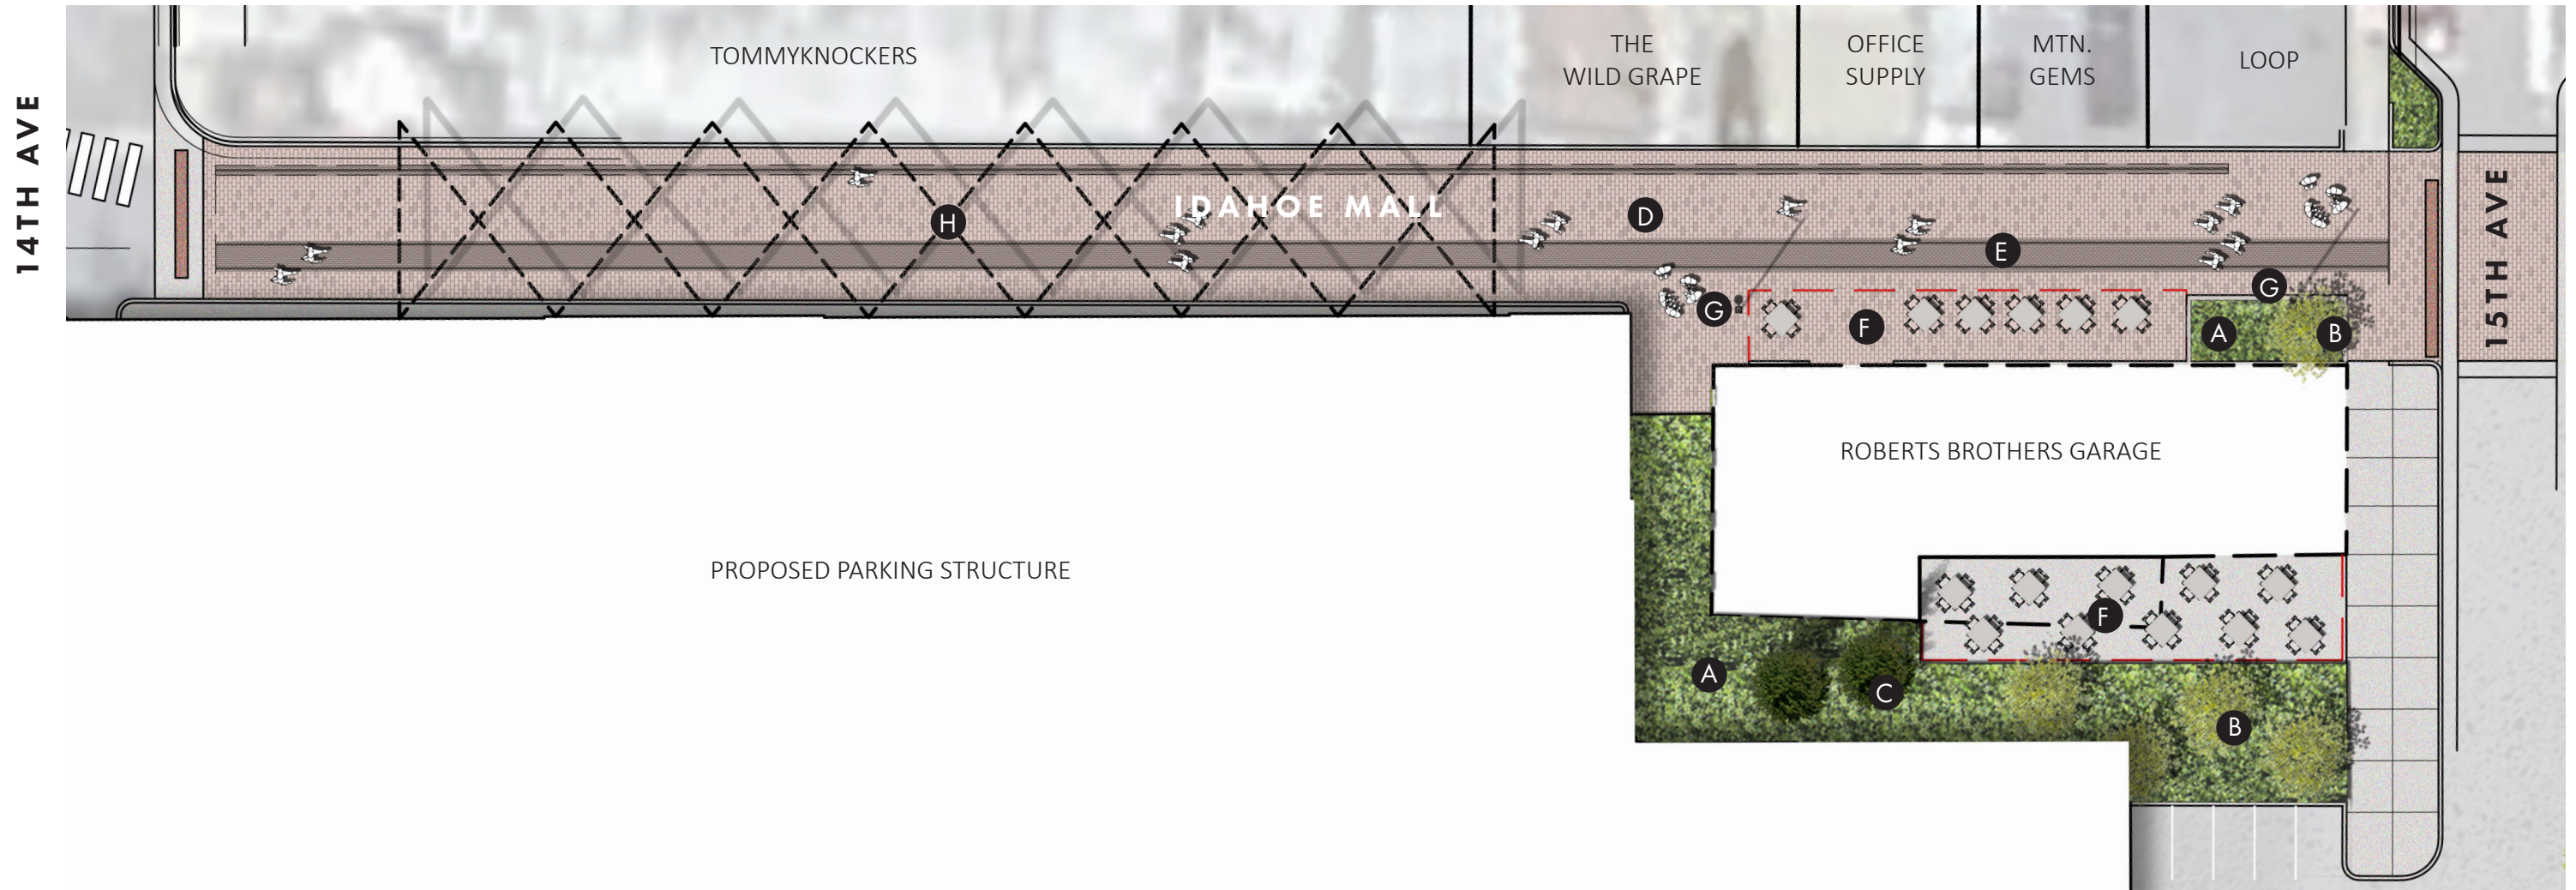 14TH AVE
TOMMYKNOCKERS
THE
WILD GRAPE
OFFICE
SUPPLY
MTN.
GEMS
LOOP
IDAHOE MALL
H
D
E
G
G
F
A
B
15TH AVE
ROBERTS BROTHERS GARAGE
PROPOSED PARKING STRUCTURE
F
A
C
B